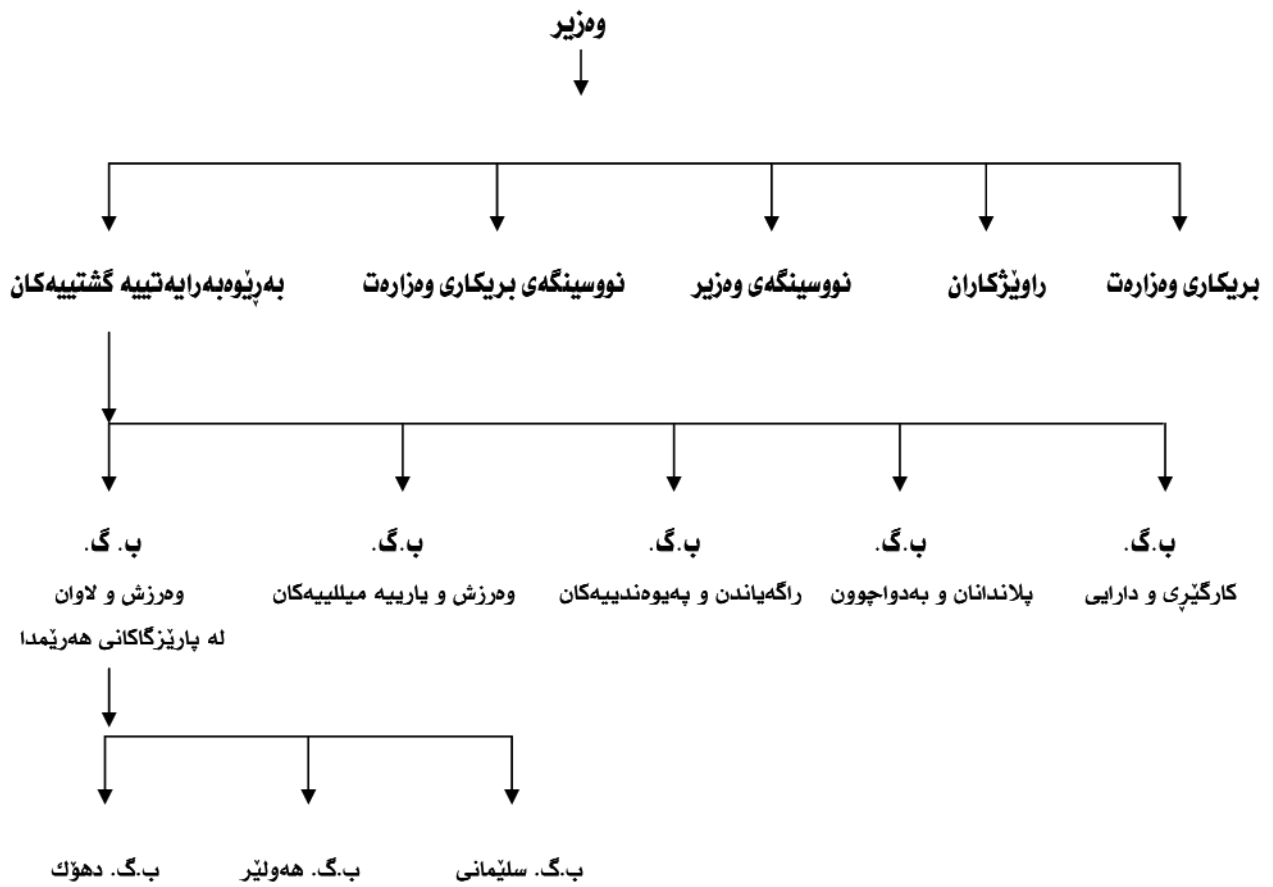 وەزیر
بریکاری وەزارەت
راوێژکاران
نووسینگەی وەزیر
نووسینگەی بریکاری وەزارەت
بەڕێوەبەرایەتییە گشتییەکان
ب.گ.
کارگێڕی و دارایی
ب.گ.
پلاندانان و بەدواچوون
ب.گ.
راگەیاندن و پەیوەندییەکان
ب.گ.
وەرزش و یارییە میللییەکان
ب. گ.
وەرزش و لاوان
لە پارێزگاکانی هەرێمدا
ب.گ. سلێمانی
ب.گ. هەولێر
ب.گ. دهۆك